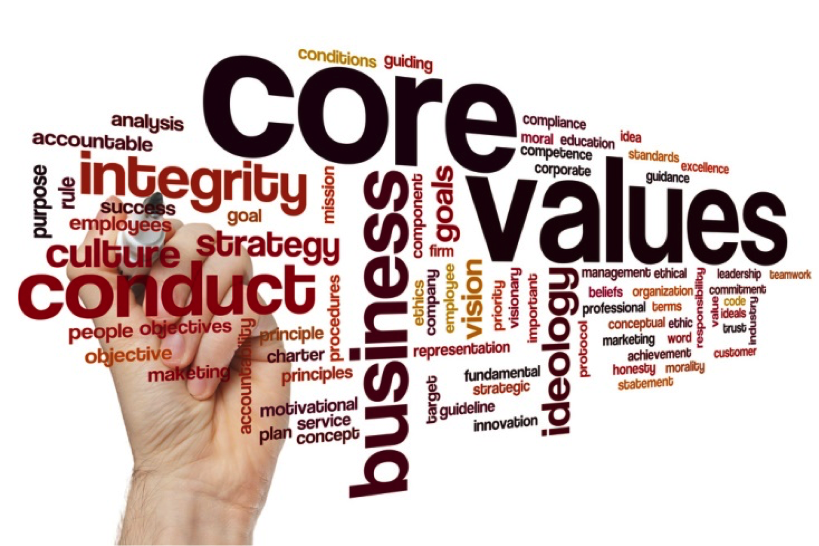 conditions
guiding
core
values
analysis
accountable
integrity
purpose
rule
success
employees
goal
mission
culture
strategy
conduct
people
objectives
objective
making
accountability
principle
charter
principles
procedures
motivational
service
plan
concept
business
component
goals
firm
ethics
company
employee
vision
priority
visionary
important
representation
ideology
protocol
fundamental
strategic
target
guideline
innovation
compliance
moral
education
idea
competence
corporate
standards
excellence
guidance
management
ethical
leadership
teamwork
beliefs
organization
responsibility
commitment
professional
terms
value
code
ideals
industry
conceptual
ethic
trust
marketing
word
achievement
customer
honesty
morality
statement